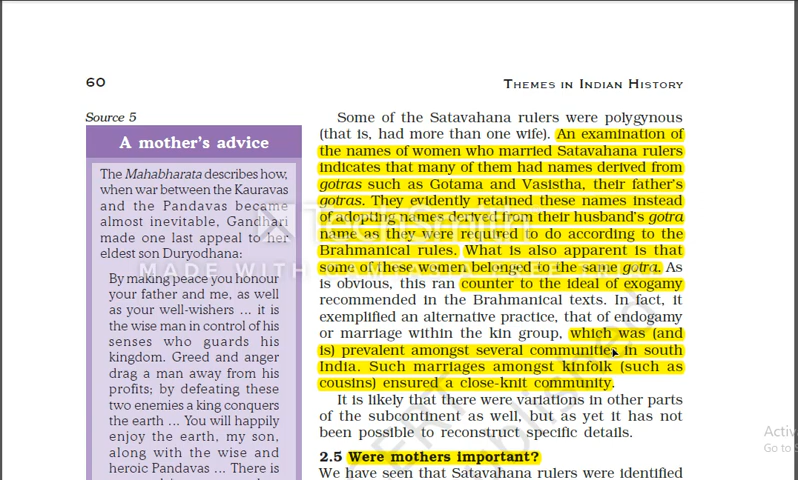 60
THEMES IN INDIAN HISTORY
Source 5
A mother's advice
The Mahabharata describes how,
when war between the Kauravas
and the Pandavas became
almost inevitable, Gandhari
made one last appeal to her
eldest son Duryodhana:
By making peace you honour
your father and me, as well
as your well-wishers ... it is
the wise man in control of his
senses who guards his
kingdom. Greed and anger
drag a man away from his
profits; by defeating these
two enemies a king conquers
the earth ... You will happily
enjoy the earth, my son,
along with the wise and
heroic Pandavas ... There is
Some of the Satavahana rulers were polygynous
(that is, had more than one wife). An examination of
the names of women who married Satavahana rulers
indicates that many of them had names derived from
gotras such as Gotama and Vasistha, their father's
gotras. They evidently retained these names instead
of adopting names derived from their husband's gotra
name as they were required to do according to the
Brahmanical rules. What is also apparent is that
some of these women belonged to the same gotra. As
is obvious, this ran counter to the ideal of exogamy
recommended in the Brahmanical texts. In fact, it
exemplified an alternative practice, that of endogamy
or marriage within the kin group, which was (and
is) prevalent amongst several communities in south
India. Such marriages amongst kinfolk (such as
cousins) ensured a close-knit community.
It is likely that there were variations in other parts
of the subcontinent as well, but as yet it has not
been possible to reconstruct specific details.
2.5 Were mothers important?
We have seen that Satavahana rulers were identified
TechSmith
Activ
Go to S